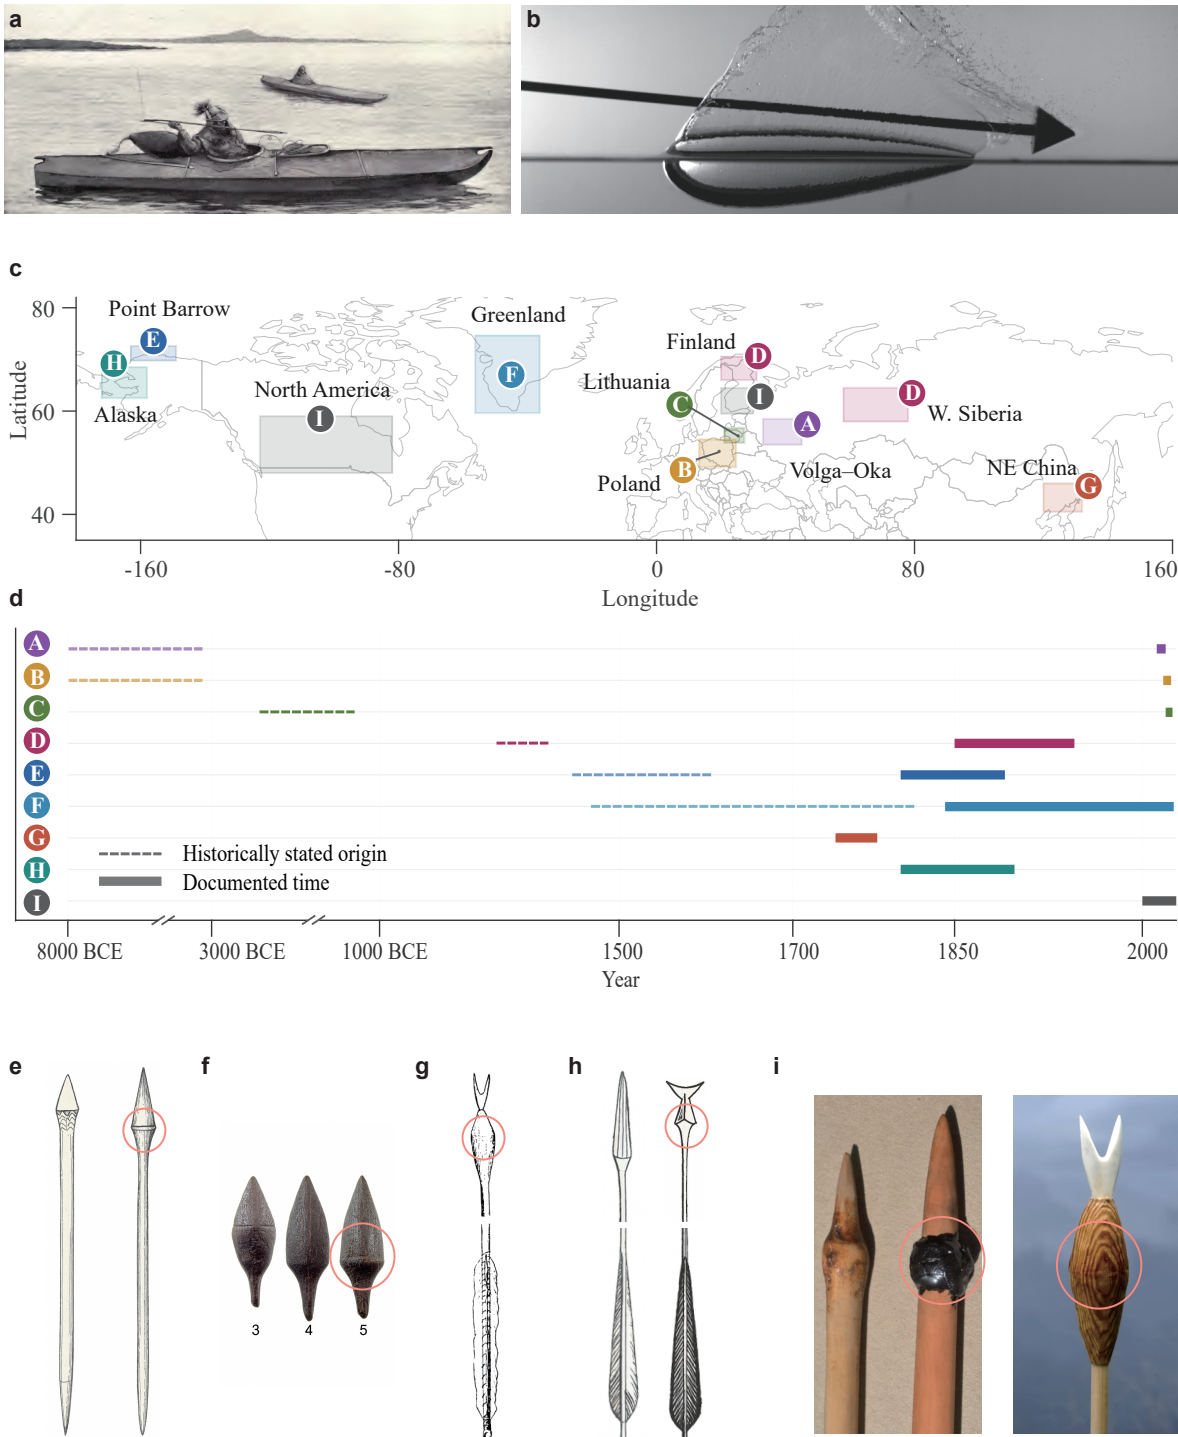 a
b
c
80
60
40
Latitude
Point Barrow
E
H
Alaska
North America
I
Greenland
F
Finland
D
Lithuania
C
I
D
W. Siberia
A
Volga–Oka
B
Poland
NE China
G
-160
-80
0
80
160
Longitude
d
A
B
C
D
E
F
G
H
I
Historically stated origin
Documented time
8000 BCE
3000 BCE
1000 BCE
1500
1700
1850
2000
Year
e
f
g
h
i
3
4
5